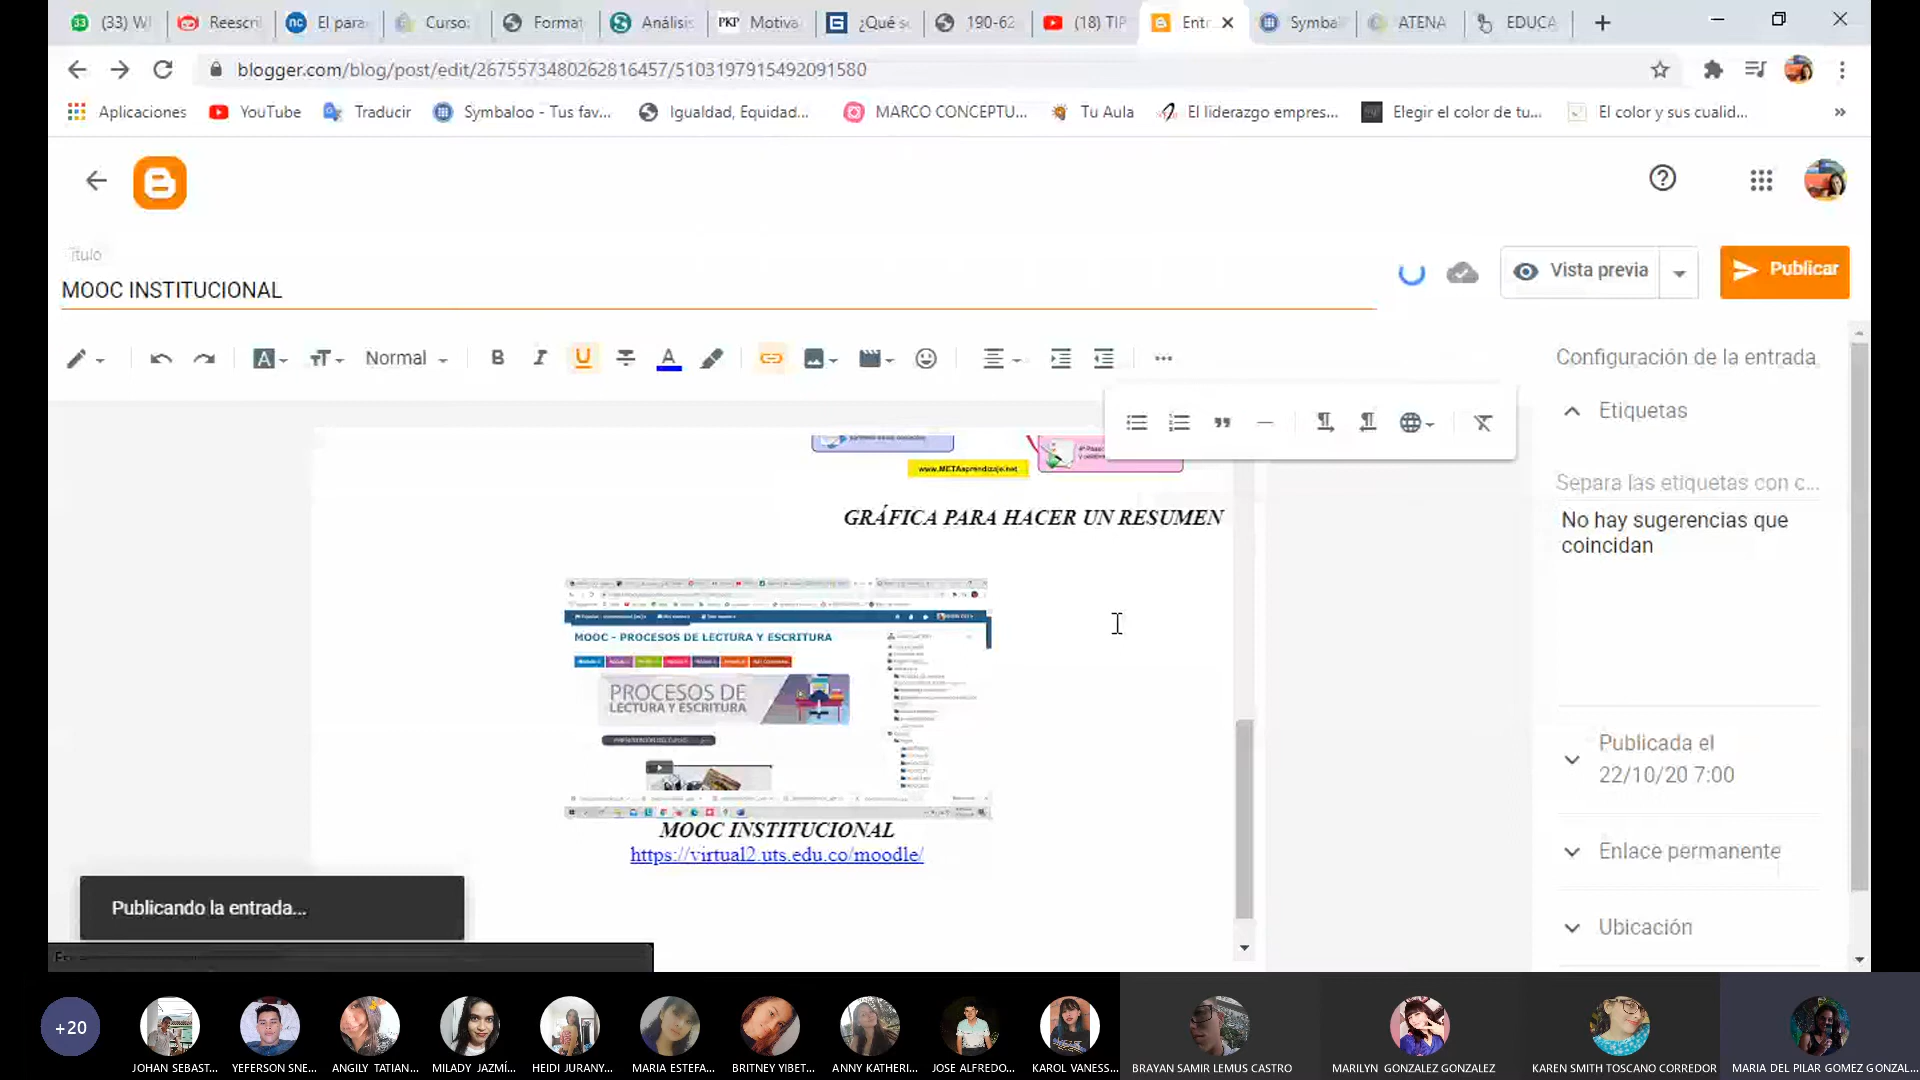 (33) W
Reescri
El para
Curso:
Format
Análisis
PKP Motiva
¿Qué s
190-62
(18) TIP
Entr
Symba
ATENA
EDUCA
blogger.com/blog/post/edit/2675573480262816457/5103197915492091580
Aplicaciones
YouTube
Traducir
Symbaloo - Tus fav...
Igualdad, Equidad...
MARCO CONCEPTU...
Tu Aula
El liderazgo empres...
Elegir el color de tu...
El color y sus cualid...
Título
MOOC INSTITUCIONAL
Vista previa
Publicar
Normal
Configuración de la entrada
Etiquetas
Separa las etiquetas con c...
No hay sugerencias que
coincidan
Publicada el
22/10/20 7:00
Enlace permanente
Ubicación
www.METAaprendizaje.net
GRÁFICA PARA HACER UN RESUMEN
MOOC - PROCESOS DE LECTURA Y ESCRITURA
PROCESOS DE
LECTURA Y ESCRITURA
MOOC INSTITUCIONAL
https://virtual2.uts.edu.co/moodle/
Publicando la entrada...
+20
JOHAN SEBAST...
YEFERSON SNE...
ANGILY TATIAN...
MILADY JAZMÍ...
HEIDI JURANY...
MARIA ESTEFA...
BRITNEY YIBET...
ANNY KATHERI...
JOSE ALFREDO...
KAROL VANESS...
BRAYAN SAMIR LEMUS CASTRO
MARILYN GONZALEZ GONZALEZ
KAREN SMITH TOSCANO CORREDOR
MARIA DEL PILAR GOMEZ GONZAL...